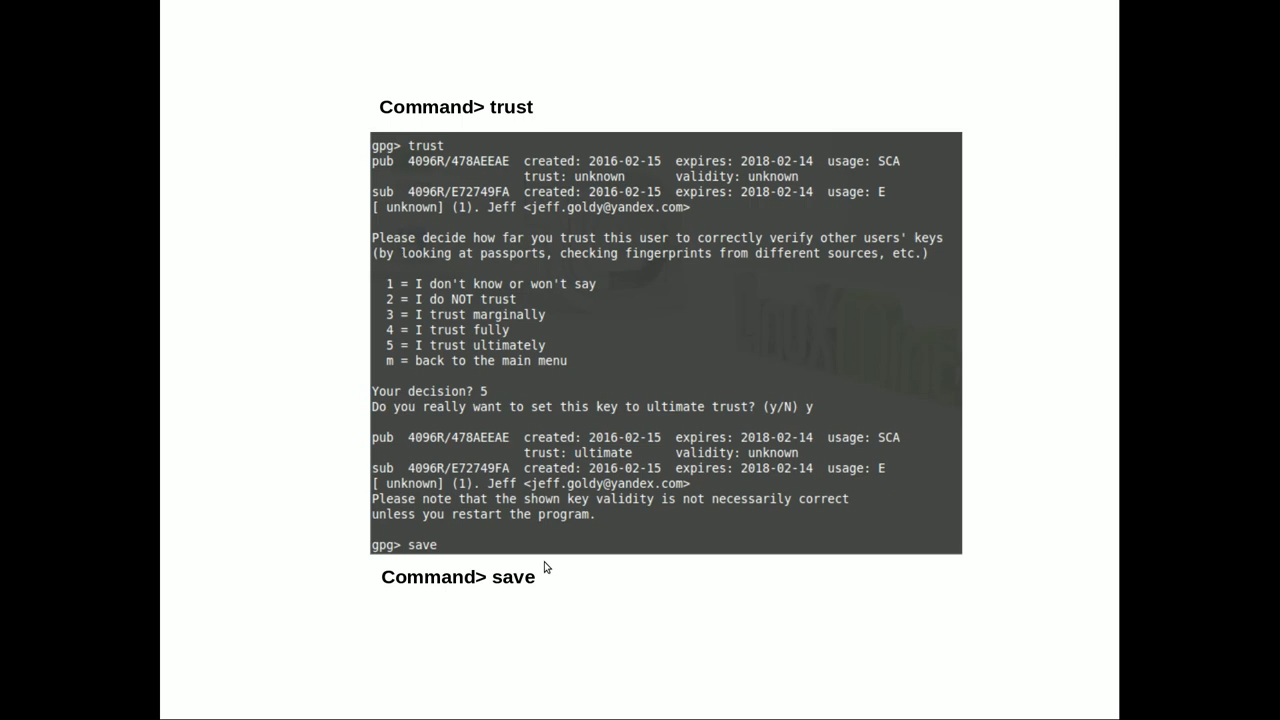 Command> trust
gpg> trust
pub  4096R/478AEEAE  created: 2016-02-15  expires: 2018-02-14  usage: SCA
trust: unknown       validity: unknown
sub  4096R/E72749FA  created: 2016-02-15  expires: 2018-02-14  usage: E
[ unknown] (1). Jeff <jeff.goldy@yandex.com>
Please decide how far you trust this user to correctly verify other users' keys
(by looking at passports, checking fingerprints from different sources, etc.)
1 = I don't know or won't say
2 = I do NOT trust
3 = I trust marginally
4 = I trust fully
5 = I trust ultimately
m = back to the main menu
Your decision? 5
Do you really want to set this key to ultimate trust? (y/N) y
pub  4096R/478AEEAE  created: 2016-02-15  expires: 2018-02-14  usage: SCA
trust: ultimate      validity: unknown
sub  4096R/E72749FA  created: 2016-02-15  expires: 2018-02-14  usage: E
[ unknown] (1). Jeff <jeff.goldy@yandex.com>
Please note that the shown key validity is not necessarily correct
unless you restart the program.
gpg> save
Command> save